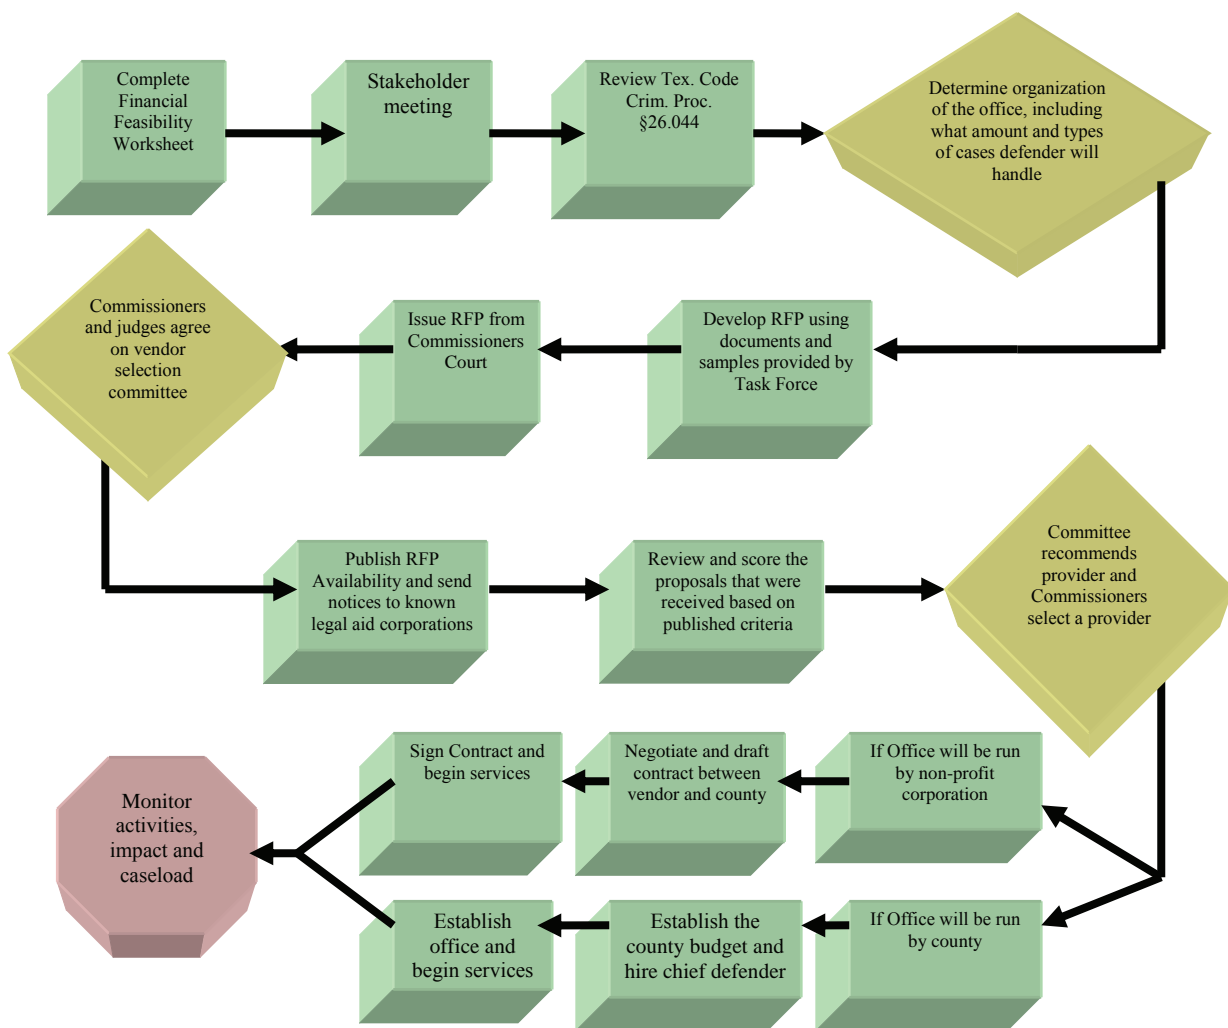 Complete
Financial
Feasibility
Worksheet
Stakeholder
meeting
Review Tex. Code
Crim. Proc.
§26.044
Determine organization
of the office, including
what amount and types
of cases defender will
handle
Develop RFP using
documents and
samples provided by
Task Force
Issue RFP from
Commissioners
Court
Commissioners
and judges agree
on vendor
selection
committee
Publish RFP
Availability and send
notices to known
legal aid corporations
Review and score the
proposals that were
received based on
published criteria
Committee
recommends
provider and
Commissioners
select a provider
If Office will be run
by non-profit
corporation
Negotiate and draft
contract between
vendor and county
Sign Contract and
begin services
If Office will be run
by county
Establish the
county budget and
hire chief defender
Establish
office and
begin services
Monitor
activities,
impact and
caseload